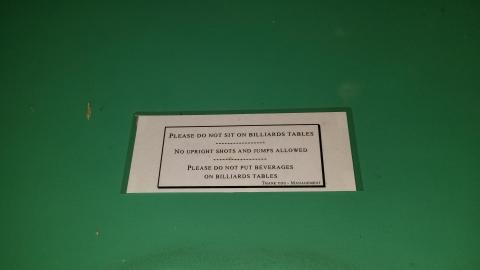 PLEASE DO NOT SIT ON BILLIARDS TABLES
-----------------
NO UPRIGHT SHOTS AND JUMPS ALLOWED
-----------------
PLEASE DO NOT PUT BEVERAGES
ON BILLIARDS TABLES
THANK YOU - MANAGEMENT